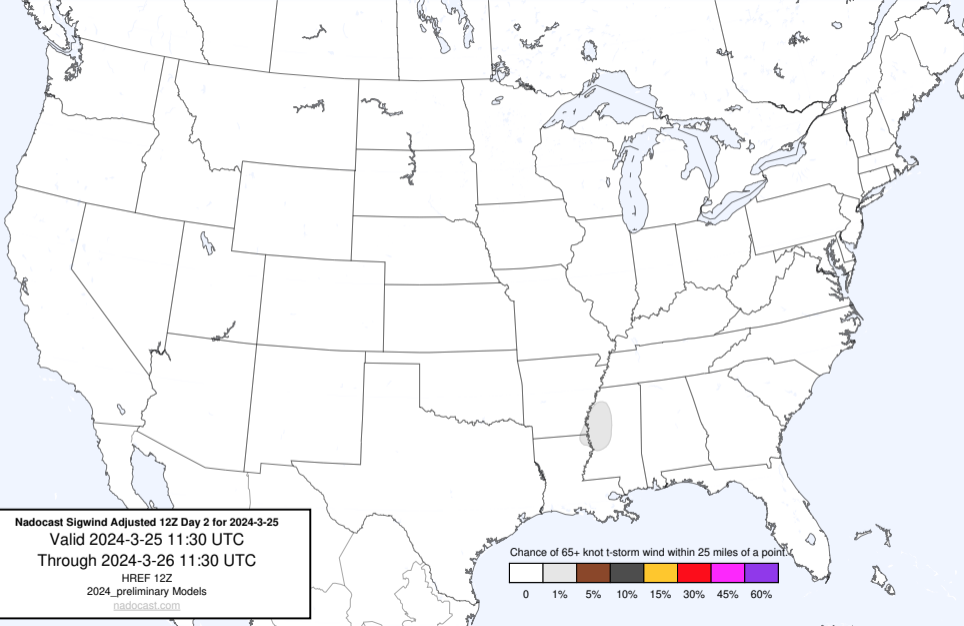 Nadocast Sigwind Adjusted 12Z Day 2 for 2024-3-25
Valid 2024-3-25 11:30 UTC
Through 2024-3-26 11:30 UTC
HREF 12Z
2024_preliminary Models
nadocast.com
Chance of 65+ knot t-storm wind within 25 miles of a point.
0 1% 5% 10% 15% 30% 45% 60%